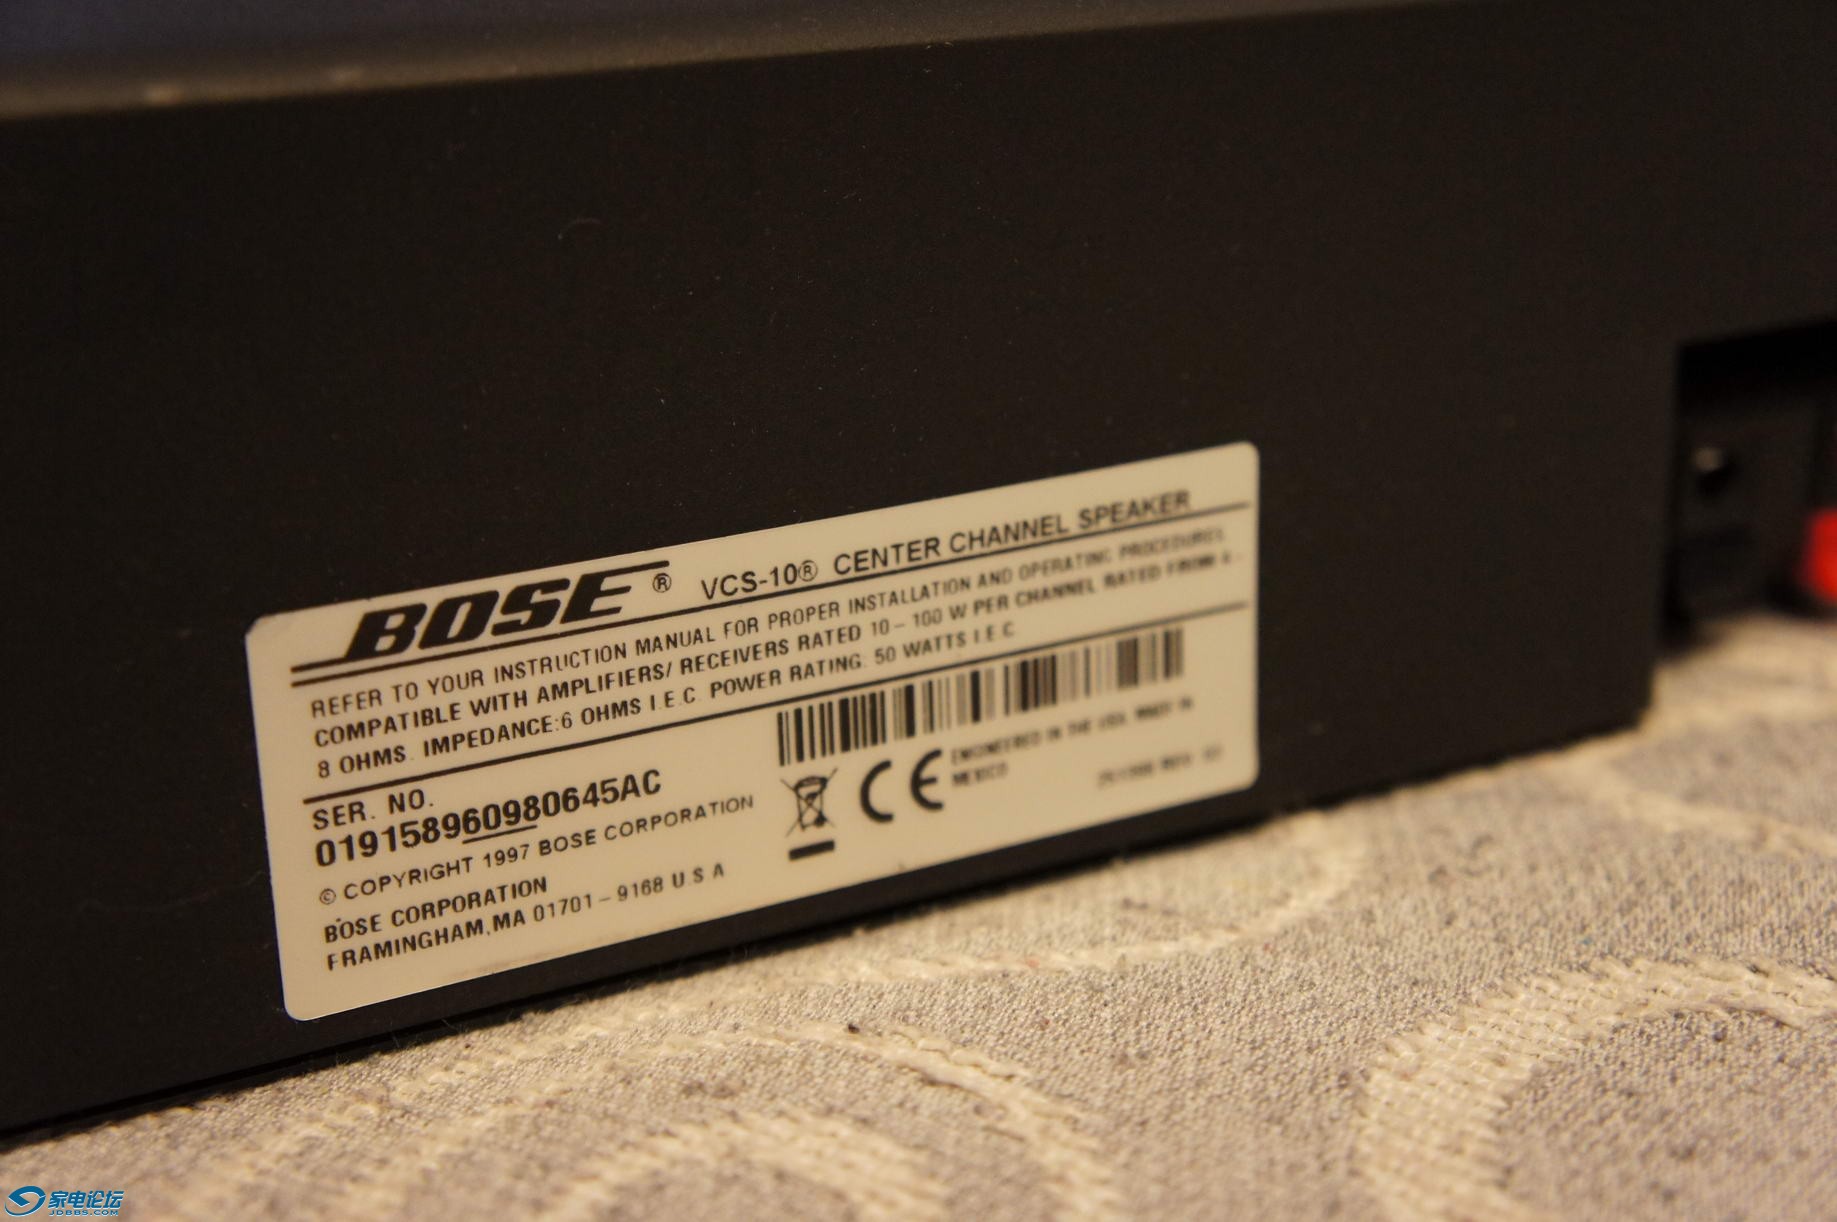 BOSE® VCS-10® CENTER CHANNEL SPEAKER
REFER TO YOUR INSTRUCTION MANUAL FOR PROPER INSTALLATION AND OPERATING PROCEDURES.
COMPATIBLE WITH AMPLIFIERS/ RECEIVERS RATED 10 - 100 W PER CHANNEL RATED FROM
8 OHMS. IMPEDANCE:6 OHMS I.E.C. POWER RATING: 50 WATTS I.E.C
SER. NO.
019158960980645AC
© COPYRIGHT 1997 BOSE CORPORATION
BOSE CORPORATION
FRAMINGHAM, MA 01701 - 9168 U S A
CE
ENGINEERED IN THE USA. MADE IN
MEXICO
家电论坛
JDBBS.COM